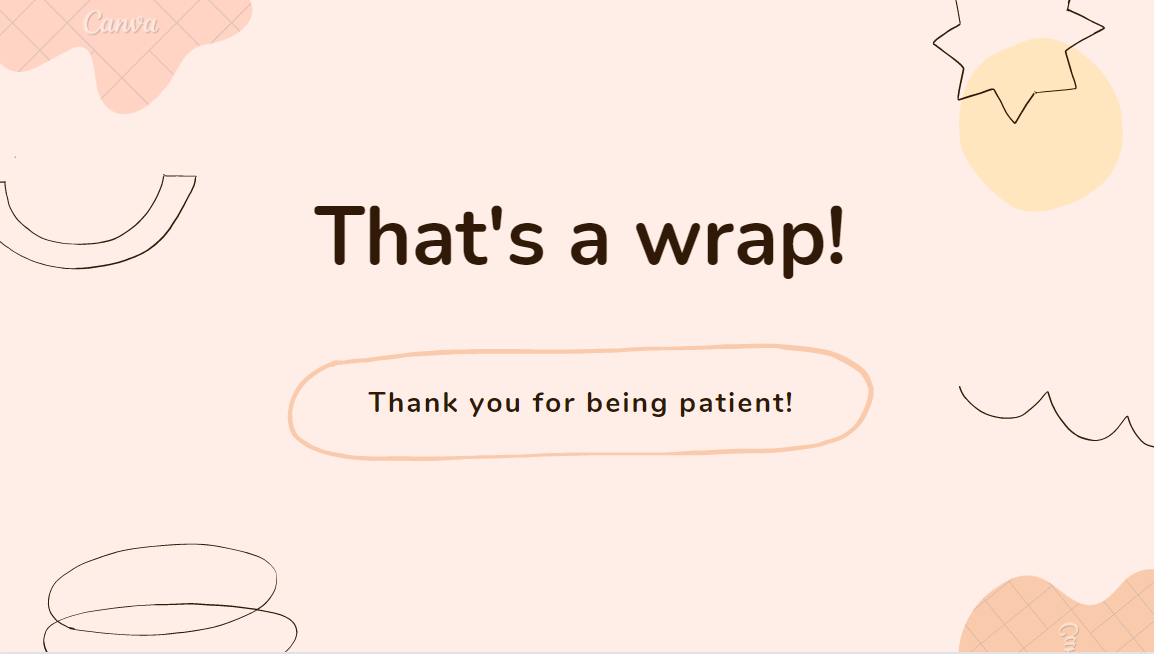 Canva
That's a wrap!
Thank you for being patient!